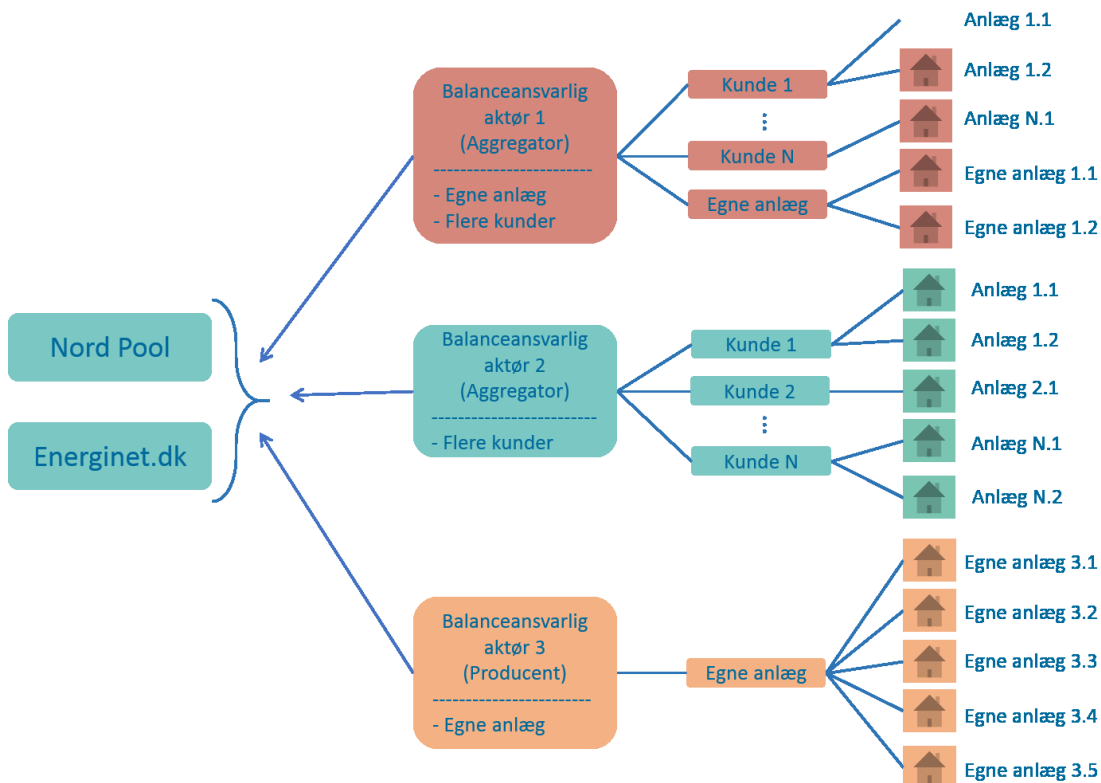 Nord Pool
Energinet.dk
Balanceansvarlig
aktør 1
(Aggregator)
------------------------
- Egne anlæg
- Flere kunder
Kunde 1
...
Kunde N
Egne anlæg
Anlæg 1.1
Anlæg 1.2
Anlæg N.1
Egne anlæg 1.1
Egne anlæg 1.2
Balanceansvarlig
aktør 2
(Aggregator)
------------------------
- Flere kunder
Kunde 1
Kunde 2
...
Kunde N
Anlæg 1.1
Anlæg 1.2
Anlæg 2.1
Anlæg N.1
Anlæg N.2
Balanceansvarlig
aktør 3
(Producent)
------------------------
- Egne anlæg
Egne anlæg
Egne anlæg 3.1
Egne anlæg 3.2
Egne anlæg 3.3
Egne anlæg 3.4
Egne anlæg 3.5